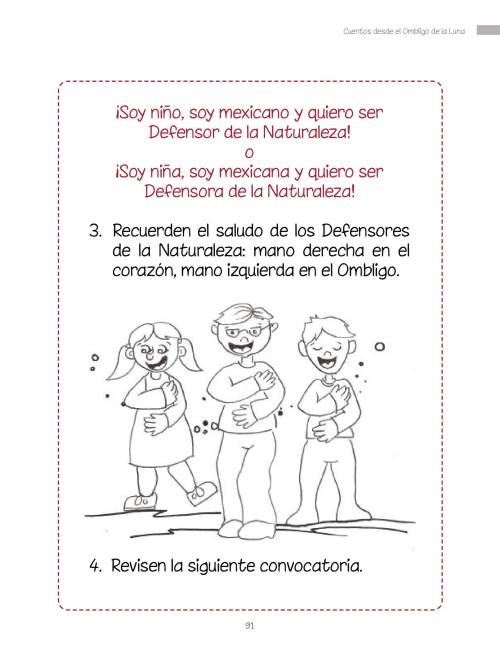 Cuentos desde el Ombligo de la Luna
¡Soy niño, soy mexicano y quiero ser
Defensor de la Naturaleza!
o
¡Soy niña, soy mexicana y quiero ser
Defensora de la Naturaleza!
3. Recuerden el saludo de los Defensores
de la Naturaleza: mano derecha en el
corazón, mano izquierda en el Ombligo.
4. Revisen la siguiente convocatoria.
91